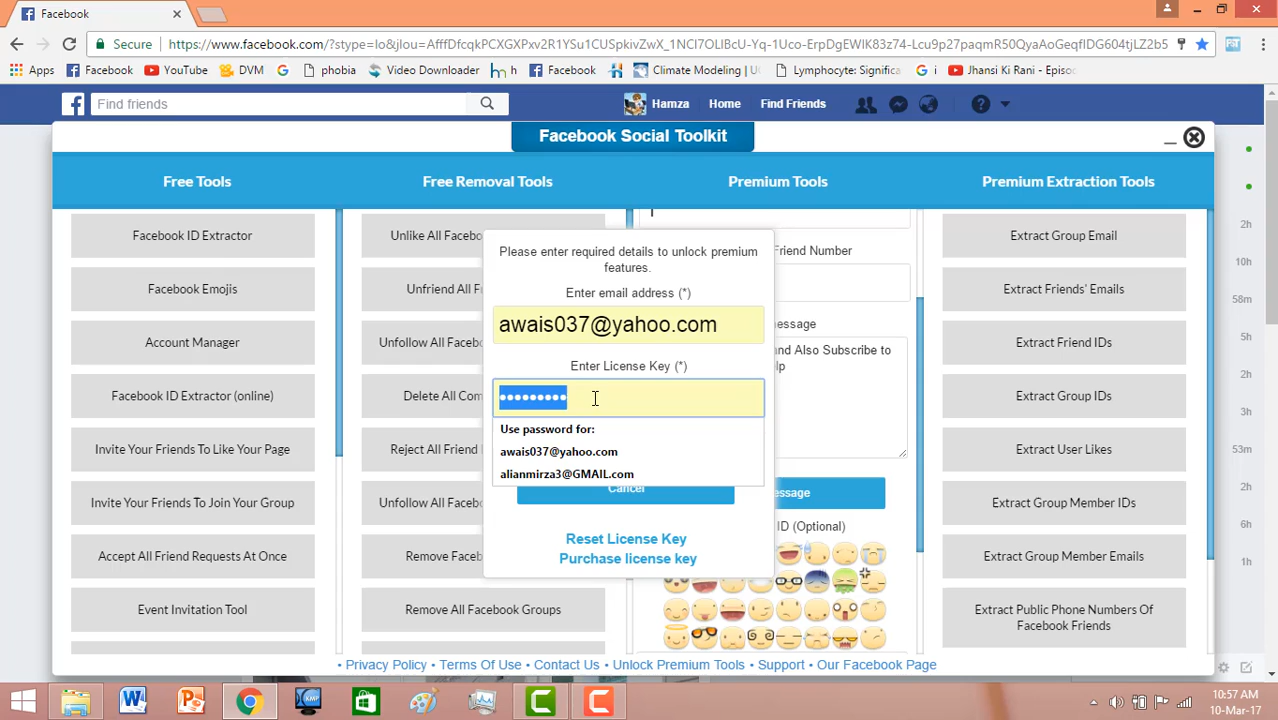 Facebook
Secure https://www.facebook.com/?stype=lo&jlou=
Apps Facebook YouTube DVM phobia Video Downloader h Facebook Climate Modeling | Lymphocyte: Significa i Jhansi Ki Rani - Episo
Find friends Hamza Home Find Friends
Facebook Social Toolkit
Free Tools Free Removal Tools Premium Tools Premium Extraction Tools
Facebook ID Extractor
Facebook Emojis
Account Manager
Facebook ID Extractor (online)
Invite Your Friends To Like Your Page
Invite Your Friends To Join Your Group
Accept All Friend Requests At Once
Event Invitation Tool
Unlike All Facebo
Unfriend All F
Unfollow All Faceb
Delete All Com
Reject All Friend
Unfollow All Faceb
Remove Faceb
Remove All Facebook Groups
Please enter required details to unlock premium
features.
Enter email address (*)
awais037@yahoo.com
Enter License Key (*)
•••••••••
Use password for:
awais037@yahoo.com
alianmirza3@GMAIL.com
Cancel
Reset License Key
Purchase license key
Friend Number
essage
and Also Subscribe to
lp
essage
ID (Optional)
Extract Group Email
Extract Friends' Emails
Extract Friend IDs
Extract Group IDs
Extract User Likes
Extract Group Member IDs
Extract Group Member Emails
Extract Public Phone Numbers Of
Facebook Friends
2h
10h
58m
5h
3h
53m
2h
6h
1h
• Privacy Policy • Terms Of Use • Contact Us • Unlock Premium Tools • Support • Our Facebook Page
10:57 AM
10-Mar-17